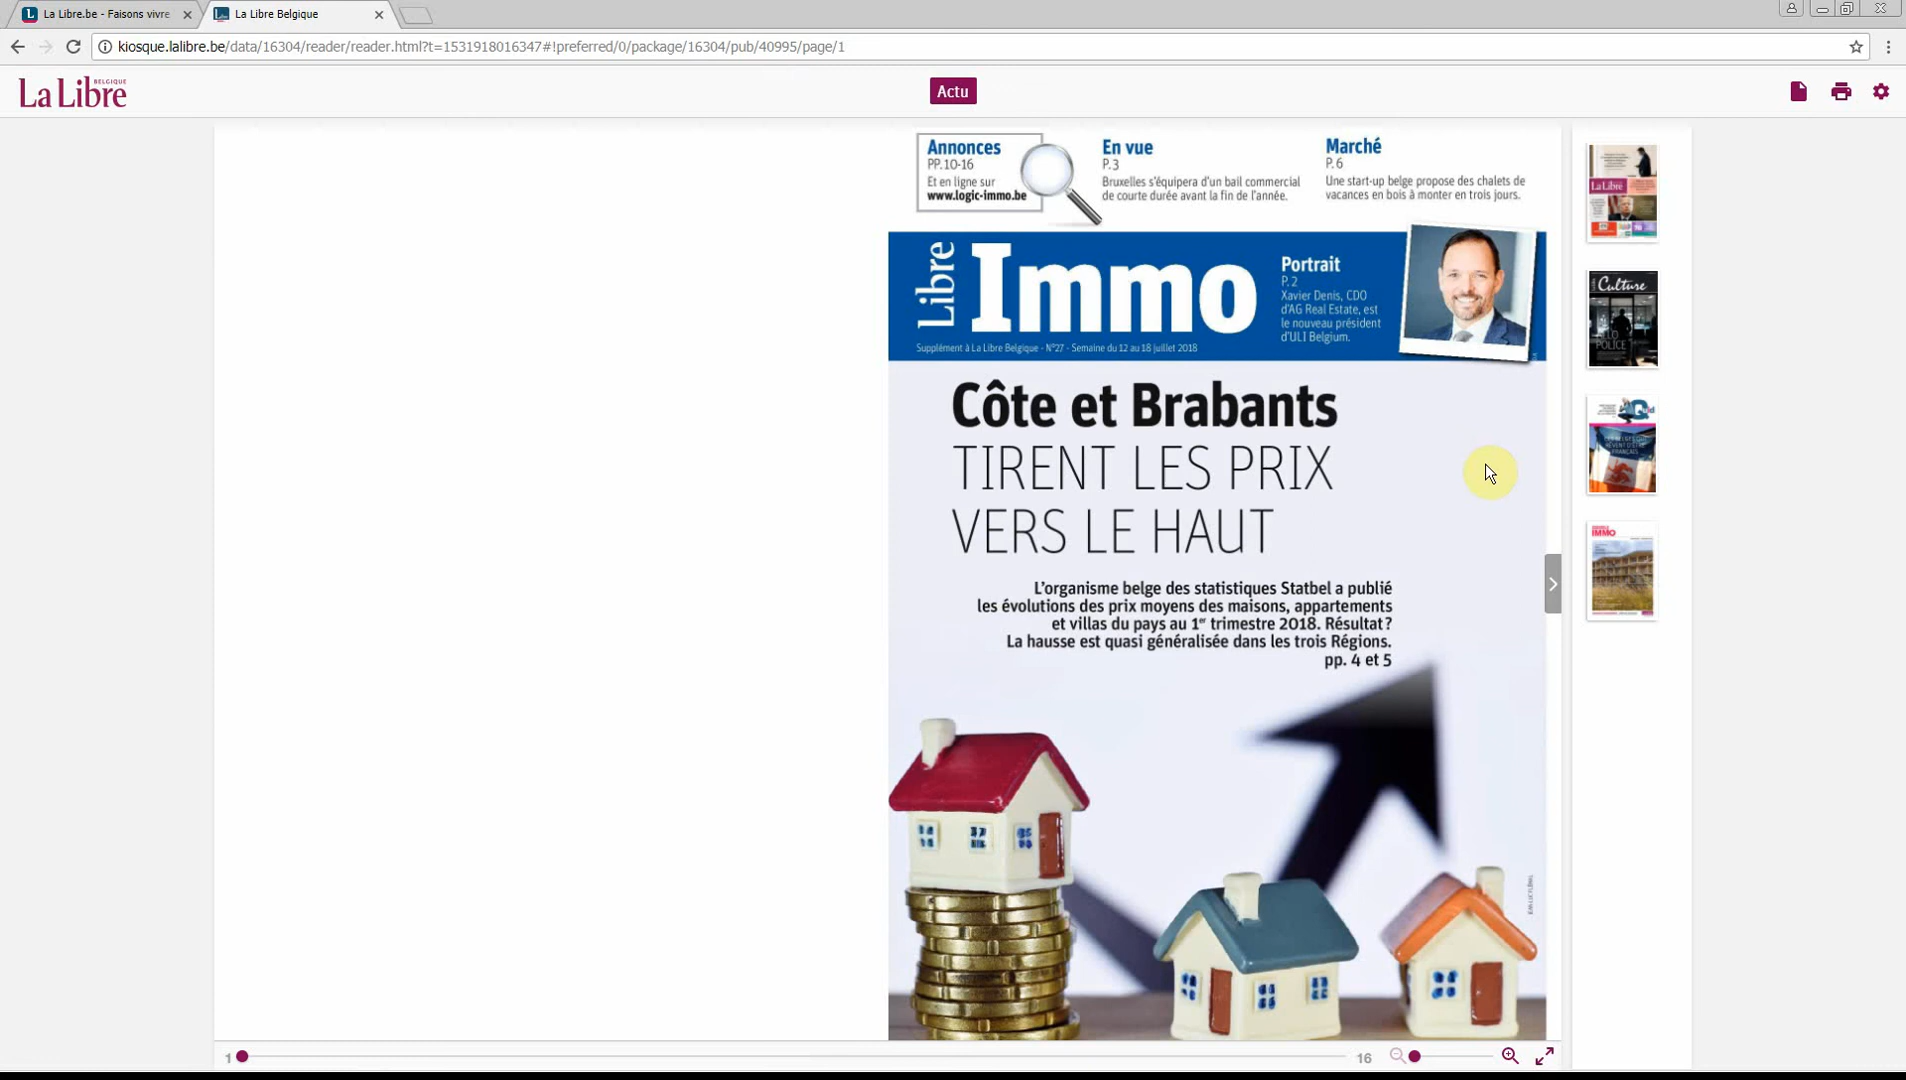 La Libre.be - Faisons vivre
La Libre Belgique
kiosque.lalibre.be/data/16304/reader/reader.html?t=1531918016347#!preferred/0/package/16304/pub/40995/page/1
La Libre
BELGIQUE
Actu
Annonces
PP.10-16
Et en ligne sur
www.logic-immo.be
En vue
P.3
Bruxelles s'équipera d'un bail commercial
de courte durée avant la fin de l'année.
Marché
P.6
Une start-up belge propose des chalets de
vacances en bois à monter en trois jours.
Libre
Immo
Supplément à La Libre Belgique - N°27 - Semaine du 12 au 18 juillet 2018
Portrait
P.2
Xavier Denis, CDO
d'AG Real Estate, est
le nouveau président
d'ULI Belgium.
Côte et Brabants
TIRENT LES PRIX
VERS LE HAUT
L'organisme belge des statistiques Statbel a publié
les évolutions des prix moyens des maisons, appartements
et villas du pays au 1er trimestre 2018. Résultat?
La hausse est quasi généralisée dans les trois Régions.
pp. 4 et 5
La Libre
Culture
POLICE
Quid
IMMO
1
16